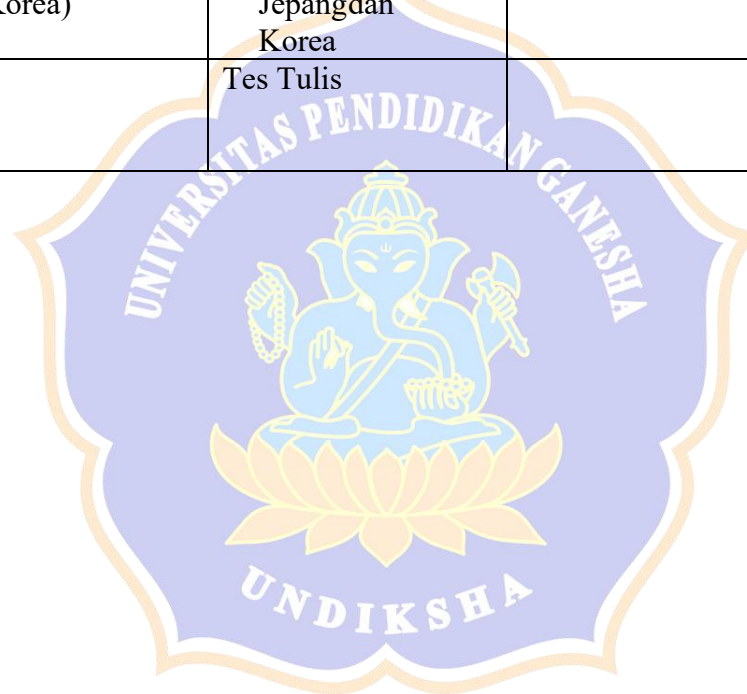 Korea)
Jepangdan
Korea
Tes Tulis
UNIVERSITAS PENDIDIKAN GANESHA
UNDIKSHA